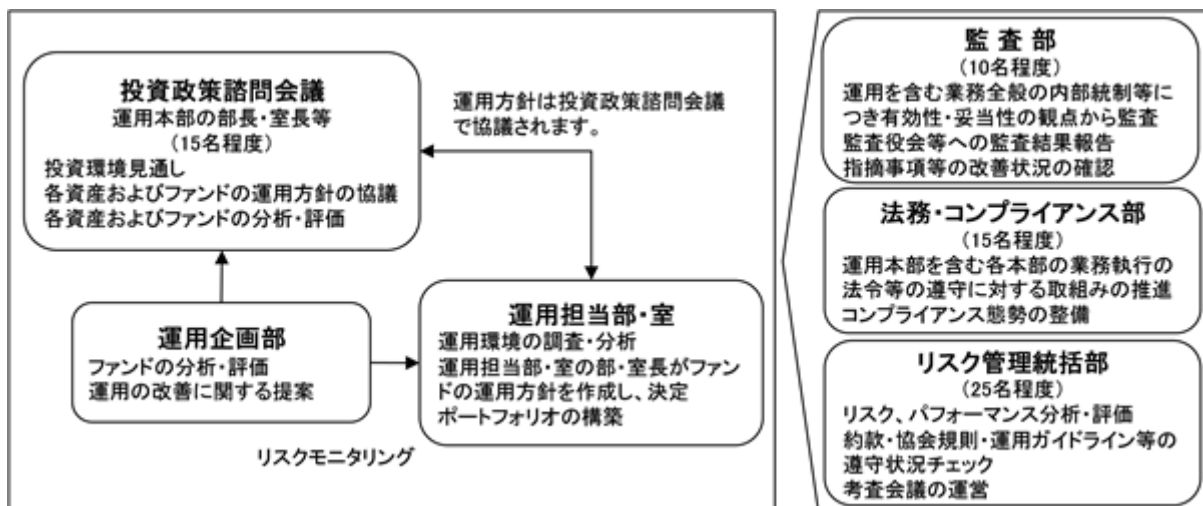 投資政策諮問会議
運用本部の部長・室長等
(15名程度)
投資環境見通し
各資産およびファンドの運用方針の協議
各資産およびファンドの分析・評価
運用方針は投資政策諮問会議
で協議されます。
運用企画部
ファンドの分析・評価
運用の改善に関する提案
運用担当部・室
運用環境の調査・分析
運用担当部・室の部・室長がファン
ドの運用方針を作成し、決定
ポートフォリオの構築
リスクモニタリング
監 査 部
(10名程度)
運用を含む業務全般の内部統制等に
つき有効性・妥当性の観点から監査
監査役会等への監査結果報告
指摘事項等の改善状況の確認
法務・コンプライアンス部
(15名程度)
運用本部を含む各本部の業務執行の
法令等の遵守に対する取組みの推進
コンプライアンス態勢の整備
リスク管理統括部
(25名程度)
リスク、パフォーマンス分析・評価
約款・協会規則・運用ガイドライン等の
遵守状況チェック
考査会議の運営